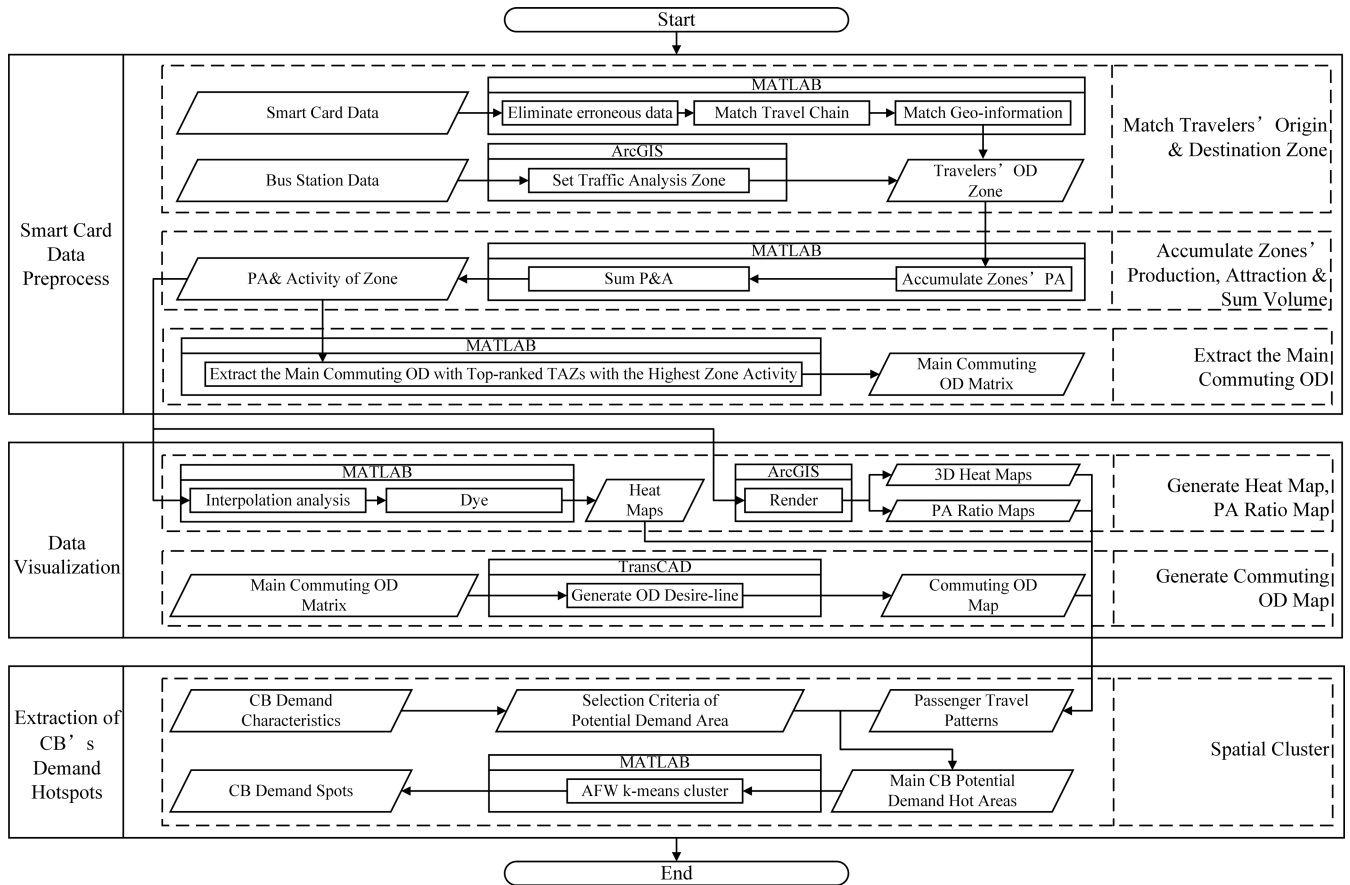 Start
Smart Card
Data
Preprocess
MATLAB
Smart Card Data
Eliminate erroneous data
Match Travel Chain
Match Geo-information
ArcGIS
Bus Station Data
Set Traffic Analysis Zone
Travelers’ OD
Zone
Match Travelers’ Origin
& Destination Zone
MATLAB
PA& Activity of Zone
Sum P&A
Accumulate Zones’ PA
Accumulate Zones’
Production, Attraction &
Sum Volume
MATLAB
Extract the Main Commuting OD with Top-ranked TAZs with the Highest Zone Activity
Main Commuting
OD Matrix
Extract the Main
Commuting OD
Data
Visualization
MATLAB
Interpolation analysis
Dye
Heat
Maps
ArcGIS
Render
3D Heat Maps
PA Ratio Maps
Generate Heat Map,
PA Ratio Map
Main Commuting OD
Matrix
TransCAD
Generate OD Desire-line
Commuting OD
Map
Generate Commuting
OD Map
Extraction of
CB’s
Demand
Hotspots
CB Demand
Characteristics
Selection Criteria of
Potential Demand Area
Passenger Travel
Patterns
CB Demand Spots
MATLAB
AFW k-means cluster
Main CB Potential
Demand Hot Areas
Spatial Cluster
End